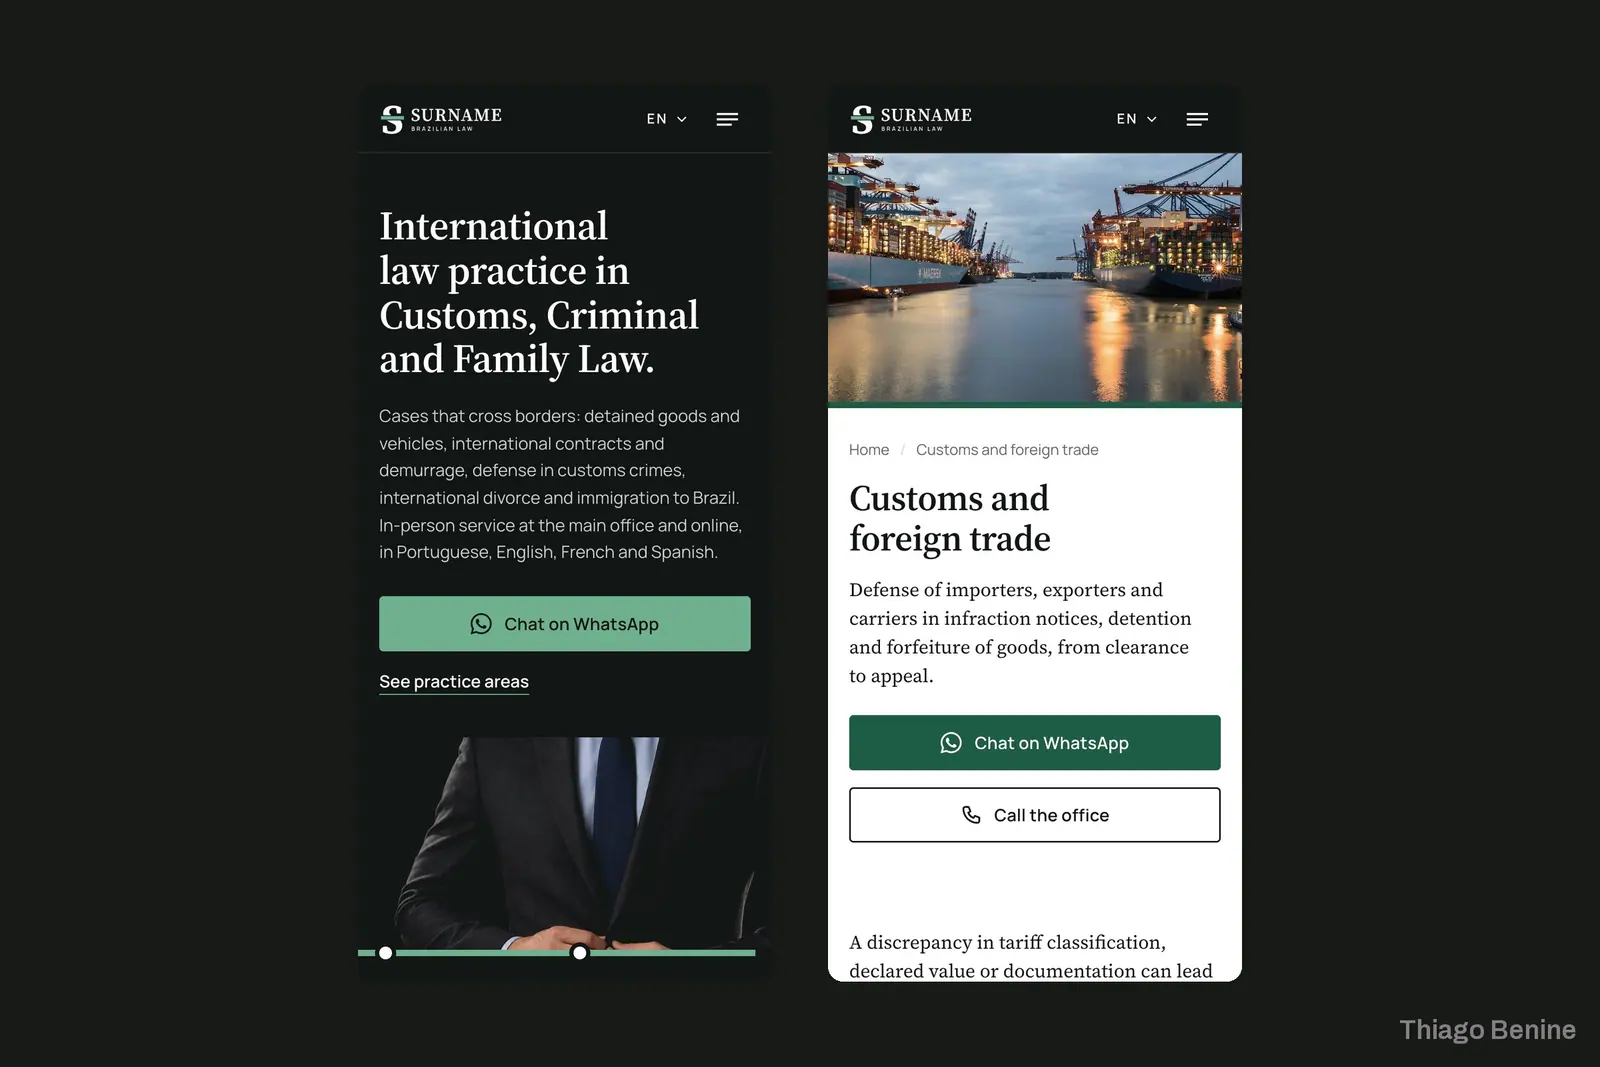 SURNAME
BRAZILIAN LAW
EN
International
law practice in
Customs, Criminal
and Family Law.
Cases that cross borders: detained goods and
vehicles, international contracts and
demurrage, defense in customs crimes,
international divorce and immigration to Brazil.
In-person service at the main office and online,
in Portuguese, English, French and Spanish.
Chat on WhatsApp
See practice areas
SURNAME
BRAZILIAN LAW
EN
MAERSK
Home / Customs and foreign trade
Customs and
foreign trade
Defense of importers, exporters and
carriers in infraction notices, detention
and forfeiture of goods, from clearance
to appeal.
Chat on WhatsApp
Call the office
A discrepancy in tariff classification,
declared value or documentation can lead
Thiago Benine